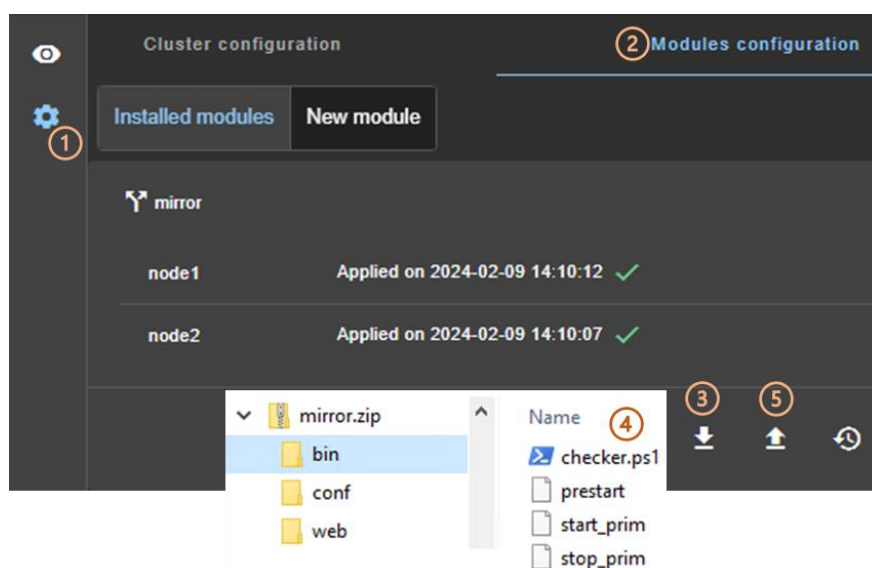 Cluster configuration
2 Modules configuration
1
Installed modules New module
mirror
node1 Applied on 2024-02-09 14:10:12
node2 Applied on 2024-02-09 14:10:07
3 5
mirror.zip
bin
conf
web
Name 4
checker.ps1
prestart
start_prim
stop_prim